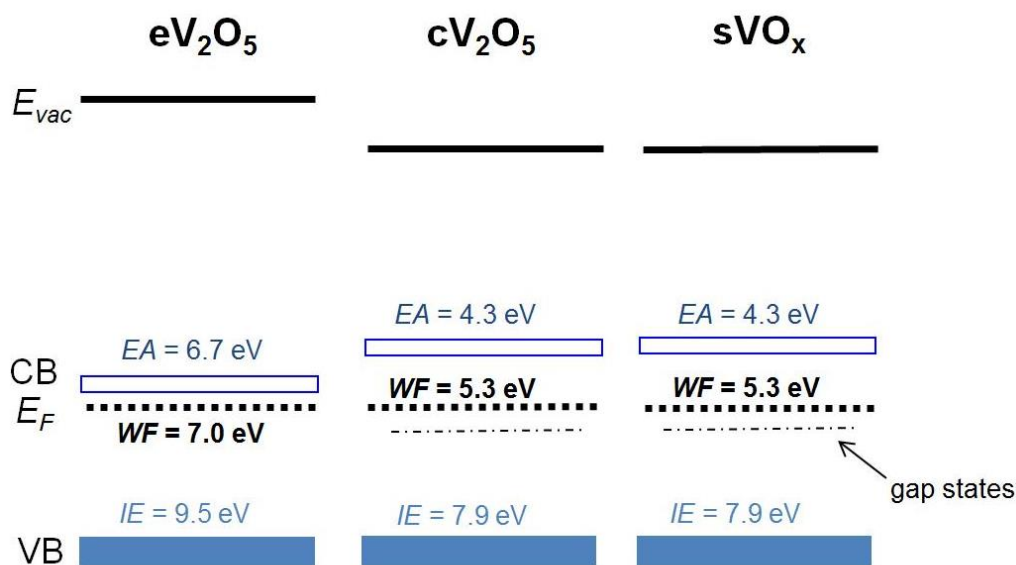 eV₂O₅ cV₂O₅ sVOₓ
Eᵥₐc
EA = 4.3 eV EA = 4.3 eV
EA = 6.7 eV
CB
WF = 5.3 eV WF = 5.3 eV
E_F
WF = 7.0 eV
gap states
IE = 9.5 eV IE = 7.9 eV IE = 7.9 eV
VB